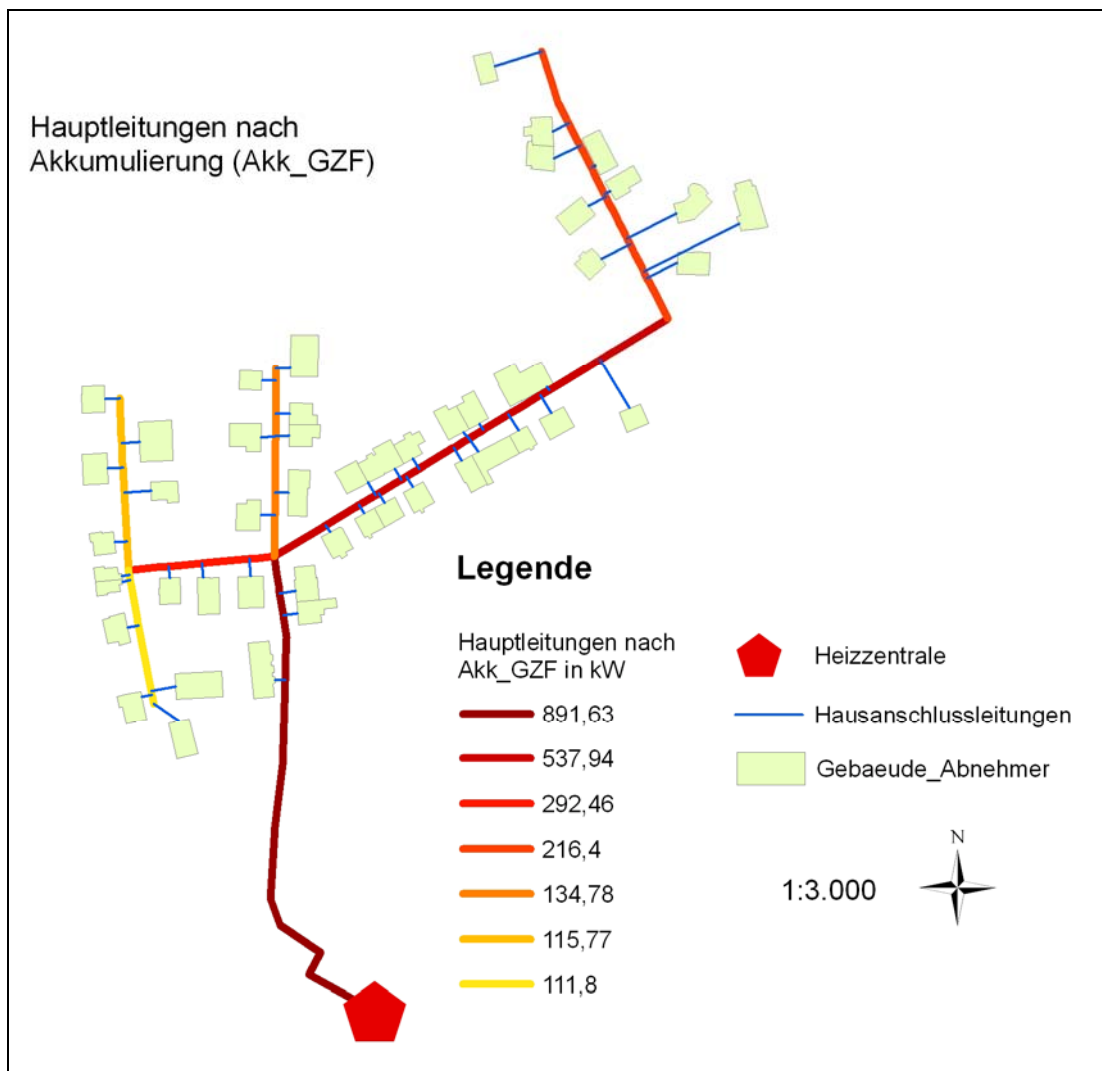 Hauptleitungen nach
Akkumulierung (Akk_GZF)
Legende
Hauptleitungen nach
Akk_GZF in kW
891,63
537,94
292,46
216,4
134,78
115,77
111,8
Heizzentrale
Hausanschlussleitungen
Gebaeude_Abnehmer
1:3.000
N